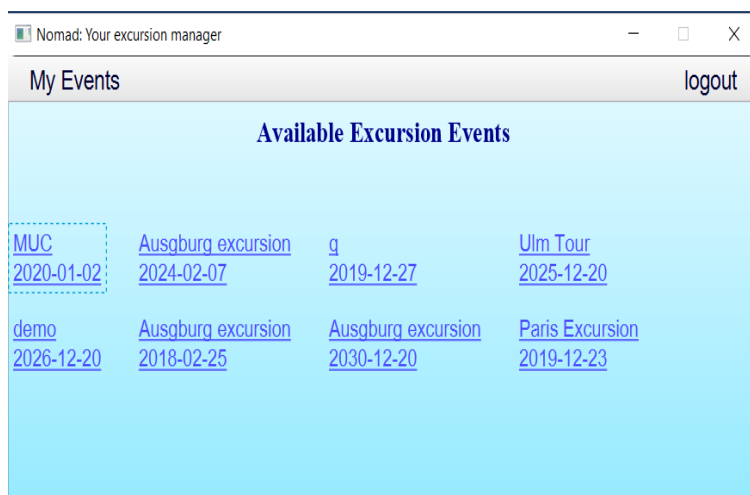 Nomad: Your excursion manager
My Events logout
Available Excursion Events
MUC Ausgburg excursion q Ulm Tour
2020-01-02 2024-02-07 2019-12-27 2025-12-20
demo Ausgburg excursion Ausgburg excursion Paris Excursion
2026-12-20 2018-02-25 2030-12-20 2019-12-23